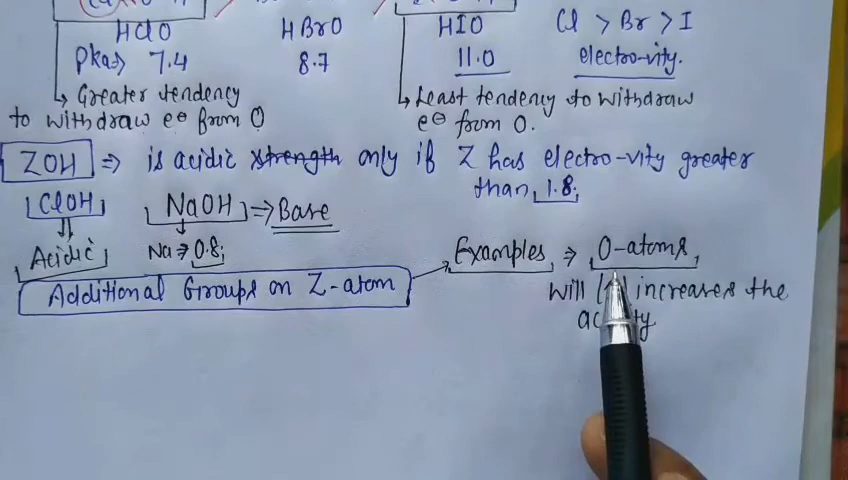 HClO HBrO HIO Cl > Br > I
Pka⇒ 7.4 8.7 11.0 electro-vity.
↳ Greater tendency to withdraw e⊖ from O
↳ Least tendency to withdraw e⊖ from O.
ZOH ⇒ is acidic strength only if Z has electro-vity greater
than 1.8;
ClOH NaOH ⇒ Base
Acidic Na ⇒ 0.8;
Additional Groups on Z-atom
Examples ⇒ O-atoms,
will increases the